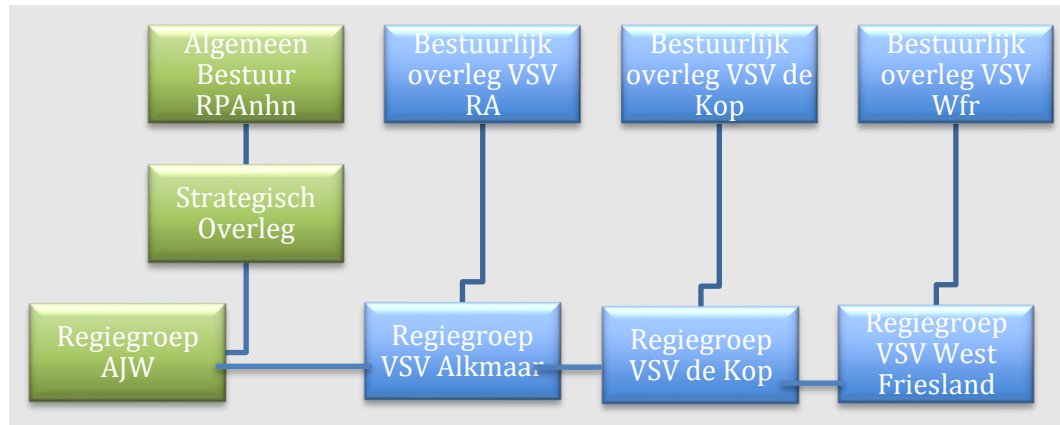 Algemeen
Bestuur
RPAnhn
Bestuurlijk
overleg VSV
RA
Bestuurlijk
overleg VSV de
Kop
Bestuurlijk
overleg VSV
Wfr
Strategisch
Overleg
Regiegroep
AJW
Regiegroep
VSV Alkmaar
Regiegroep
VSV de Kop
Regiegroep
VSV West
Friesland